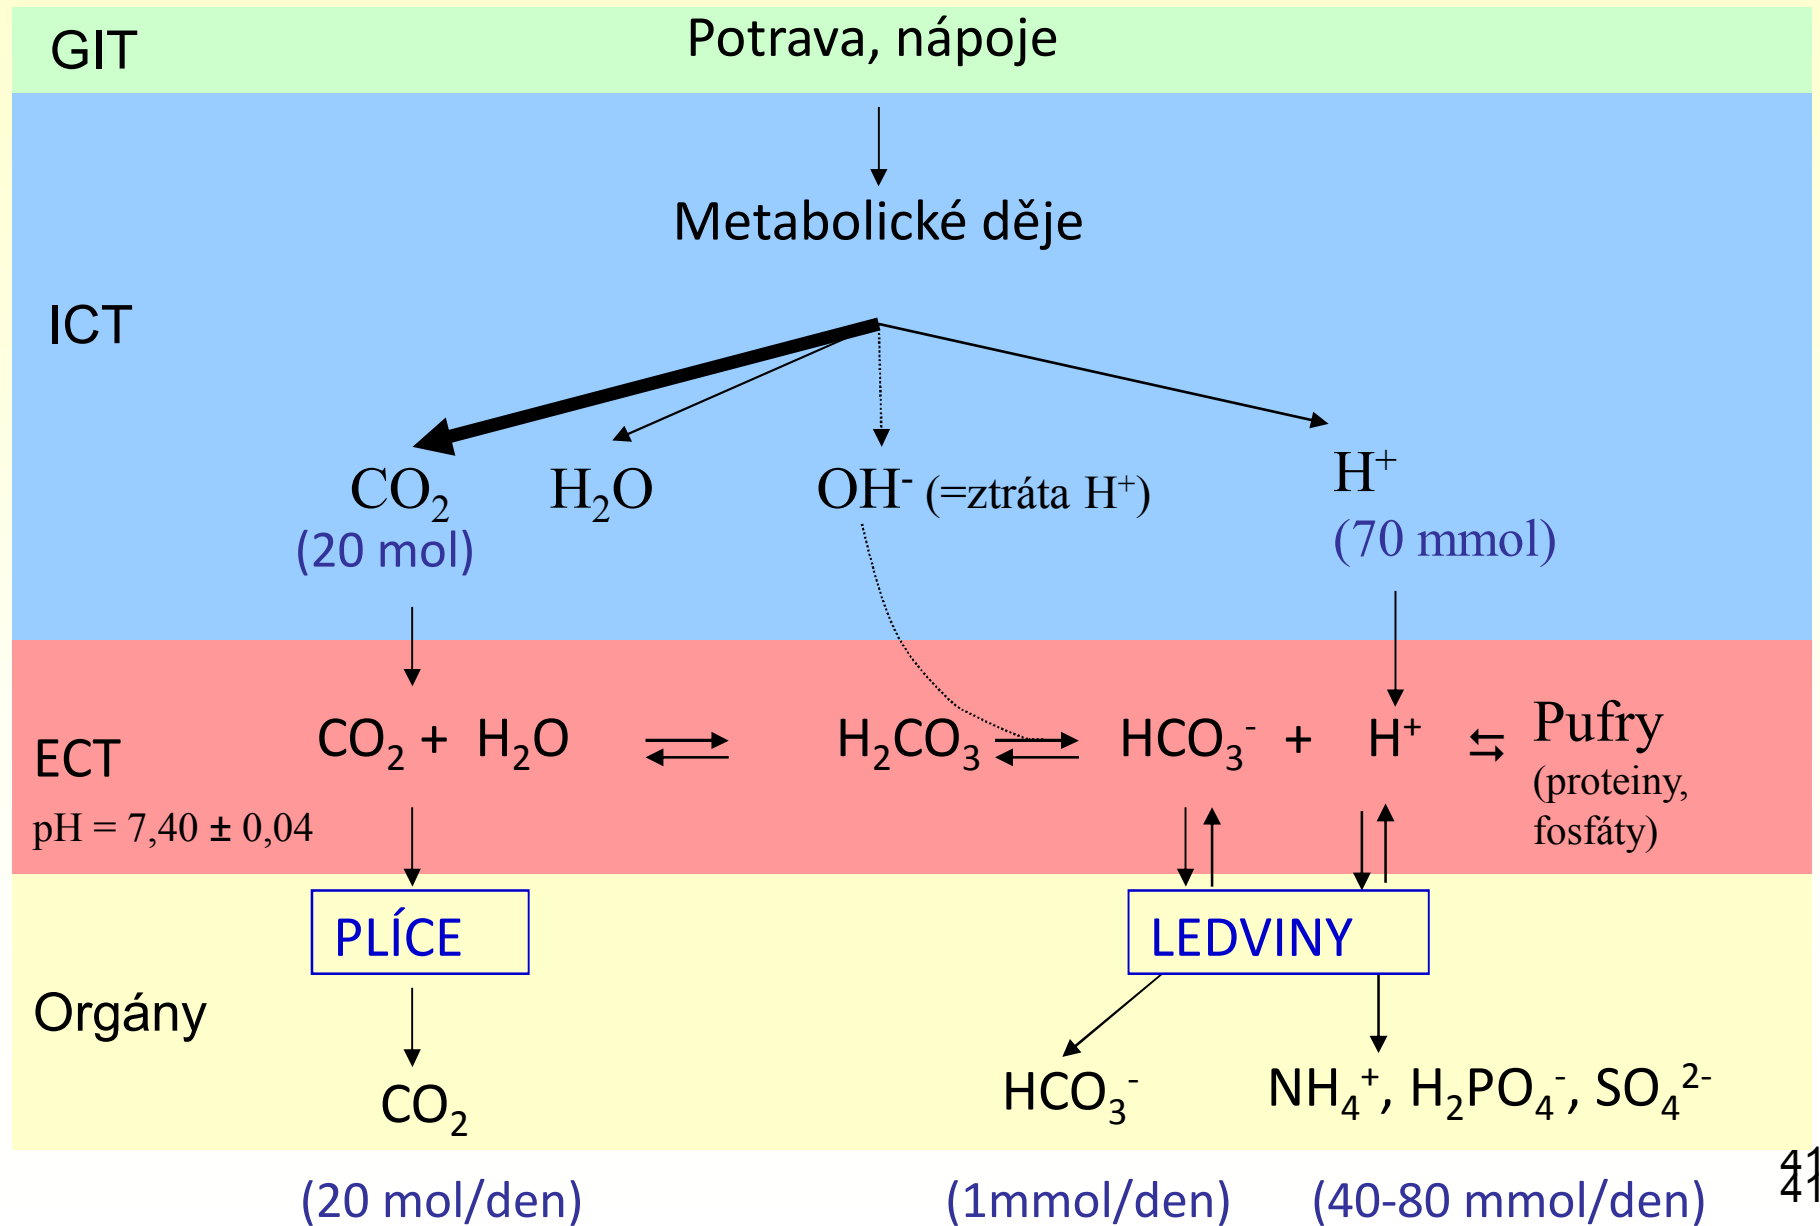 GIT
Potrava, nápoje
Metabolické děje
ICT
CO₂ H₂O OH⁻ (=ztráta H⁺) H⁺
(20 mol) (70 mmol)
ECT
CO₂ + H₂O H₂CO₃ HCO₃⁻ + H⁺ Pufry
(proteiny,
fosfáty)
pH = 7,40 ± 0,04
PLÍCE LEDVINY
Orgány
CO₂ HCO₃⁻ NH₄⁺, H₂PO₄⁻, SO₄²⁻
(20 mol/den) (1mmol/den) (40-80 mmol/den)
41
41